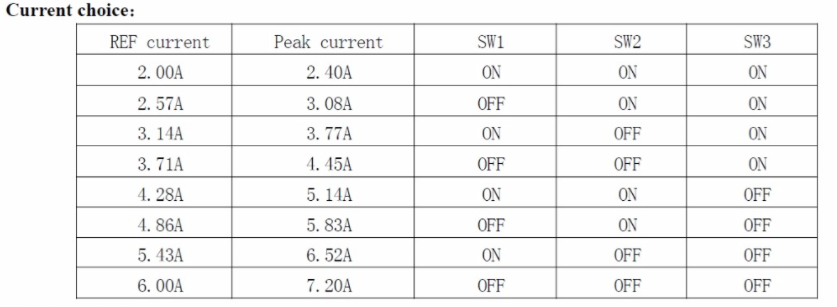 Current choice:
REF current Peak current SW1 SW2 SW3
2.00A 2.40A ON ON ON
2.57A 3.08A OFF ON ON
3.14A 3.77A ON OFF ON
3.71A 4.45A OFF OFF ON
4.28A 5.14A ON ON OFF
4.86A 5.83A OFF ON OFF
5.43A 6.52A ON OFF OFF
6.00A 7.20A OFF OFF OFF